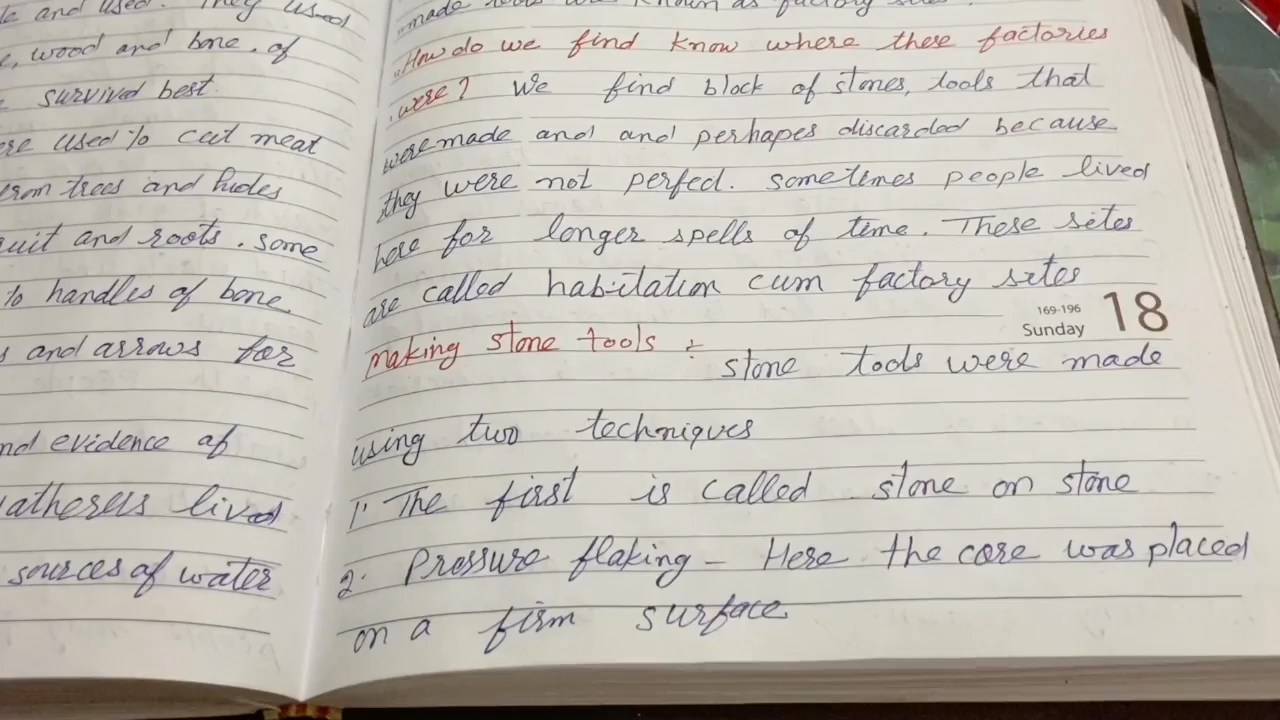 and used. They used
wood and bone. of
survived best.
used to cut meat
from trees and hides
and roots. some
to handles of bone
and arrows for
evidence of
lived
sources of water
made
known as factory sites.
How do we find know where these factories
were? We find block of stones, tools that
were made and and perhapes discarded because
they were not perfect. sometimes people lived
here for longer spells of time. These sites
are called habitation cum factory sites
169-196
Sunday 18
making stone tools ÷ stone tools were made
using two techniques
1. The first is called stone on stone
2. Pressure flaking - Here the core was placed
on a firm surface